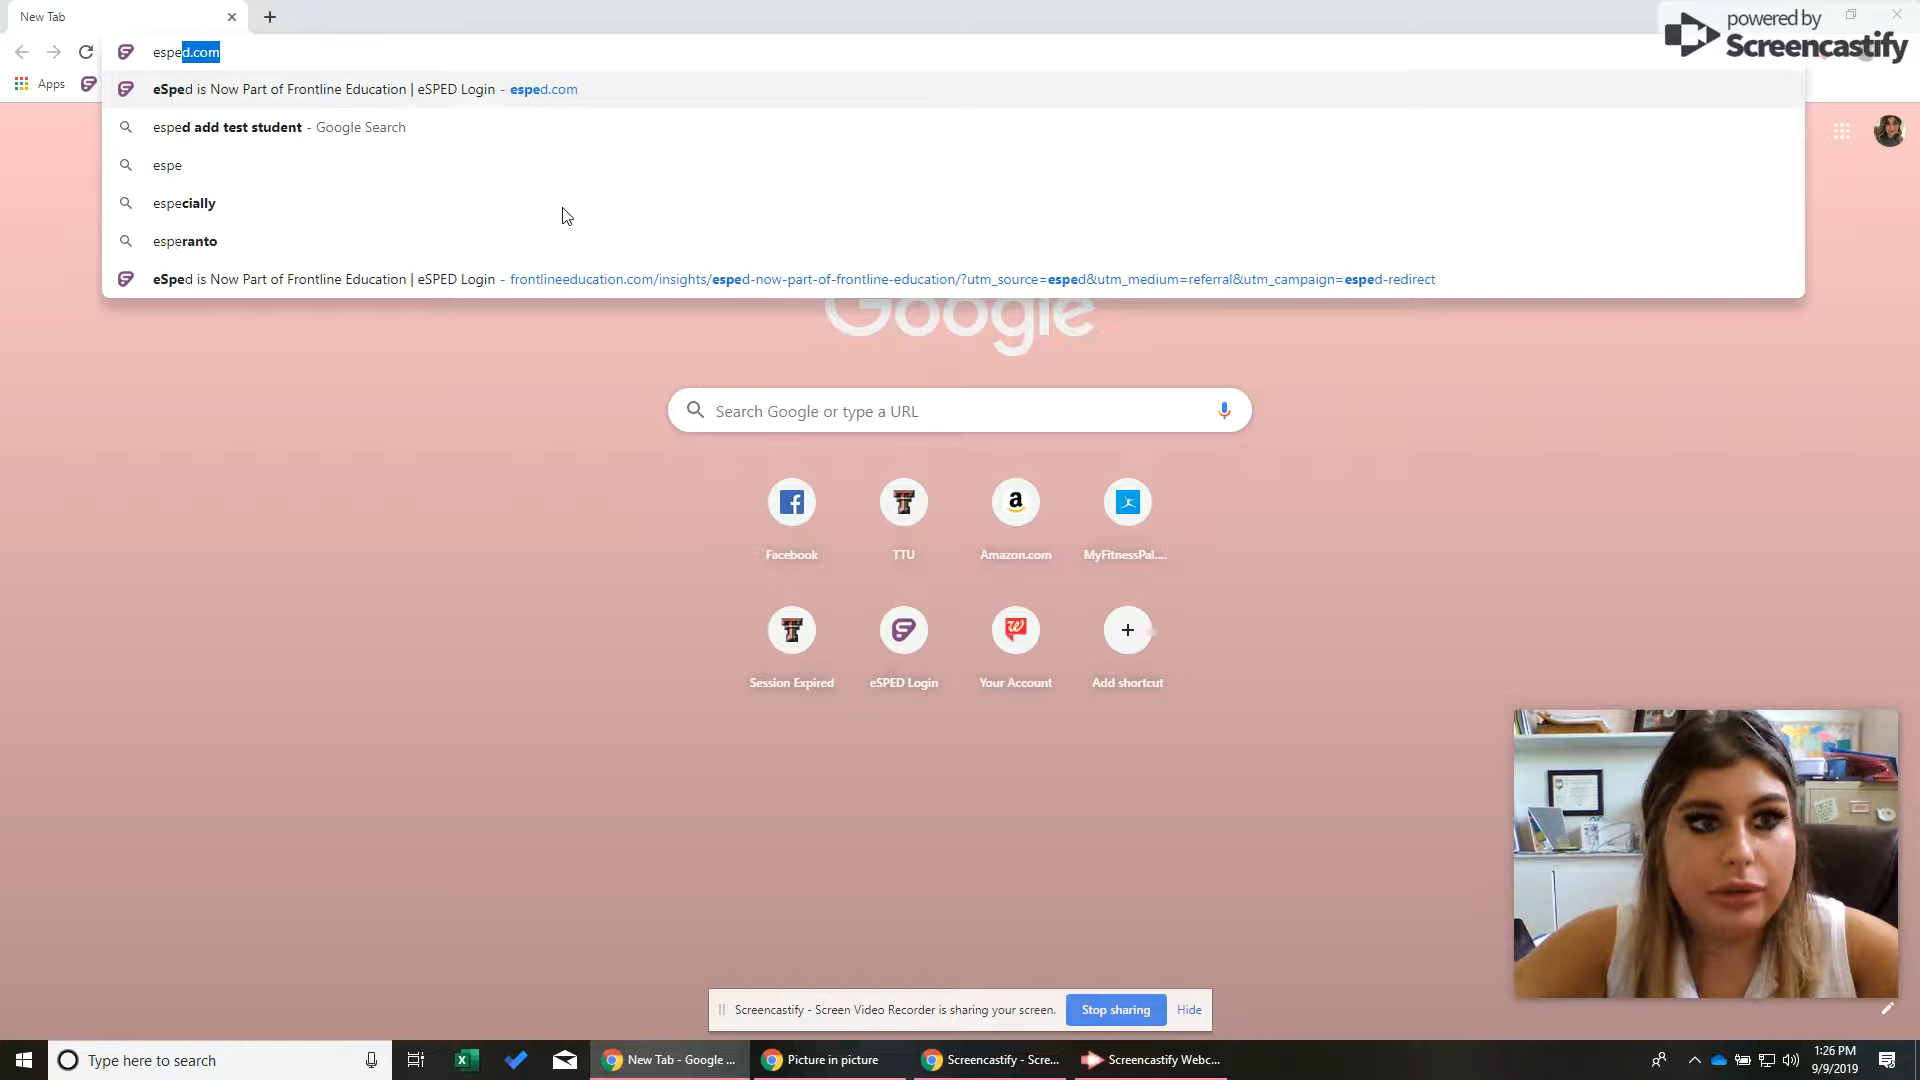 New Tab
powered by
Screencastify
esped.com
Apps
eSped is Now Part of Frontline Education | eSPED Login - esped.com
esped add test student - Google Search
espe
especially
esperanto
eSped is Now Part of Frontline Education | eSPED Login - frontlineeducation.com/insights/esped-now-part-of-frontline-education/?utm_source=esped&utm_medium=referral&utm_campaign=esped-redirect
Google
Search Google or type a URL
Facebook
TTU
Amazon.com
MyFitnessPal....
Session Expired
eSPED Login
Your Account
Add shortcut
Screencastify - Screen Video Recorder is sharing your screen.
Stop sharing
Hide
Type here to search
New Tab - Google ...
Picture in picture
Screencastify - Scre...
Screencastify Webc...
1:26 PM
9/9/2019